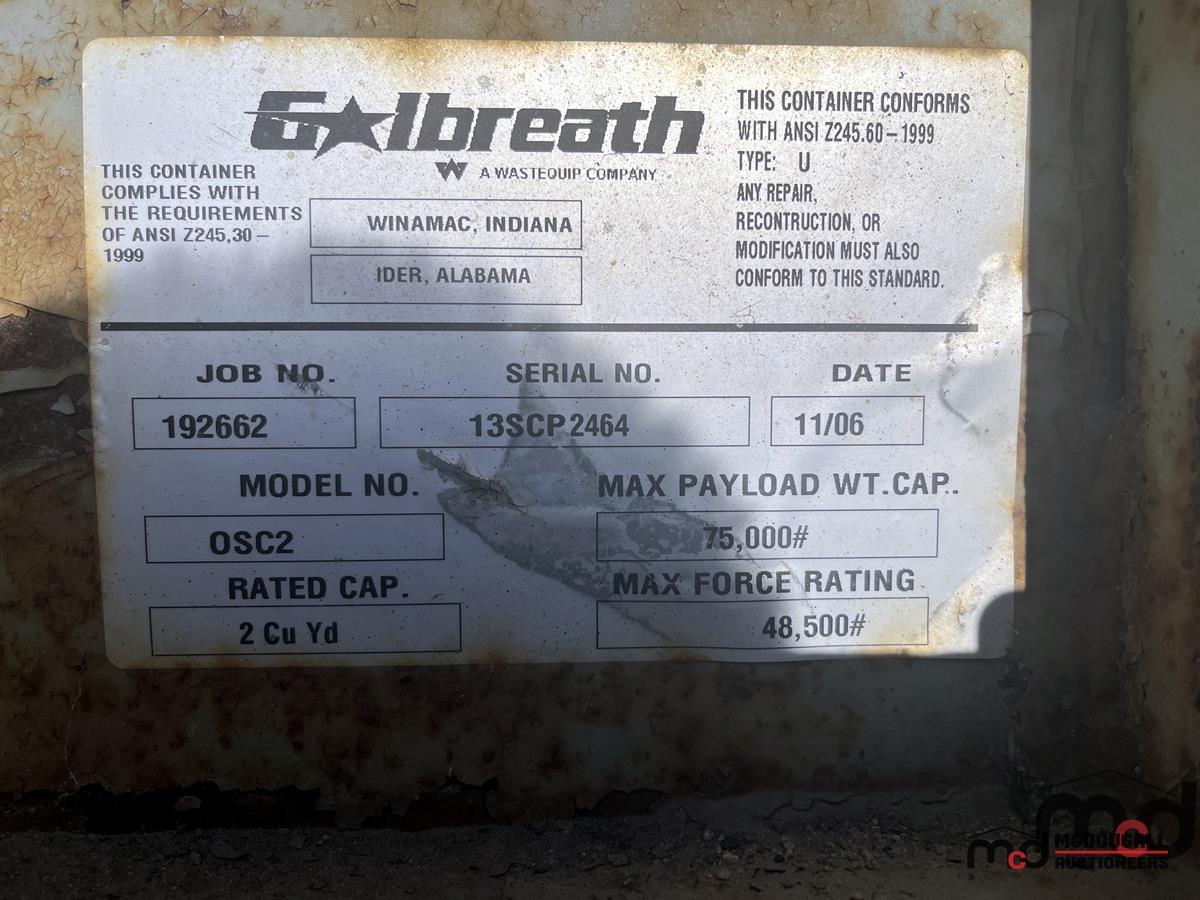 Galbreath
A WASTEQUIP COMPANY
THIS CONTAINER
COMPLIES WITH
THE REQUIREMENTS
OF ANSI Z245,30 –
1999
WINAMAC, INDIANA
IDER, ALABAMA
THIS CONTAINER CONFORMS
WITH ANSI Z245.60 – 1999
TYPE: U
ANY REPAIR,
RECONTRUCTION, OR
MODIFICATION MUST ALSO
CONFORM TO THIS STANDARD.
JOB NO. SERIAL NO. DATE
192662 13SCP2464 11/06
MODEL NO. MAX PAYLOAD WT.CAP..
OSC2 75,000#
RATED CAP. MAX FORCE RATING
2 Cu Yd 48,500#
mcd
mcd MCDOUGALL
AUCTIONEERS